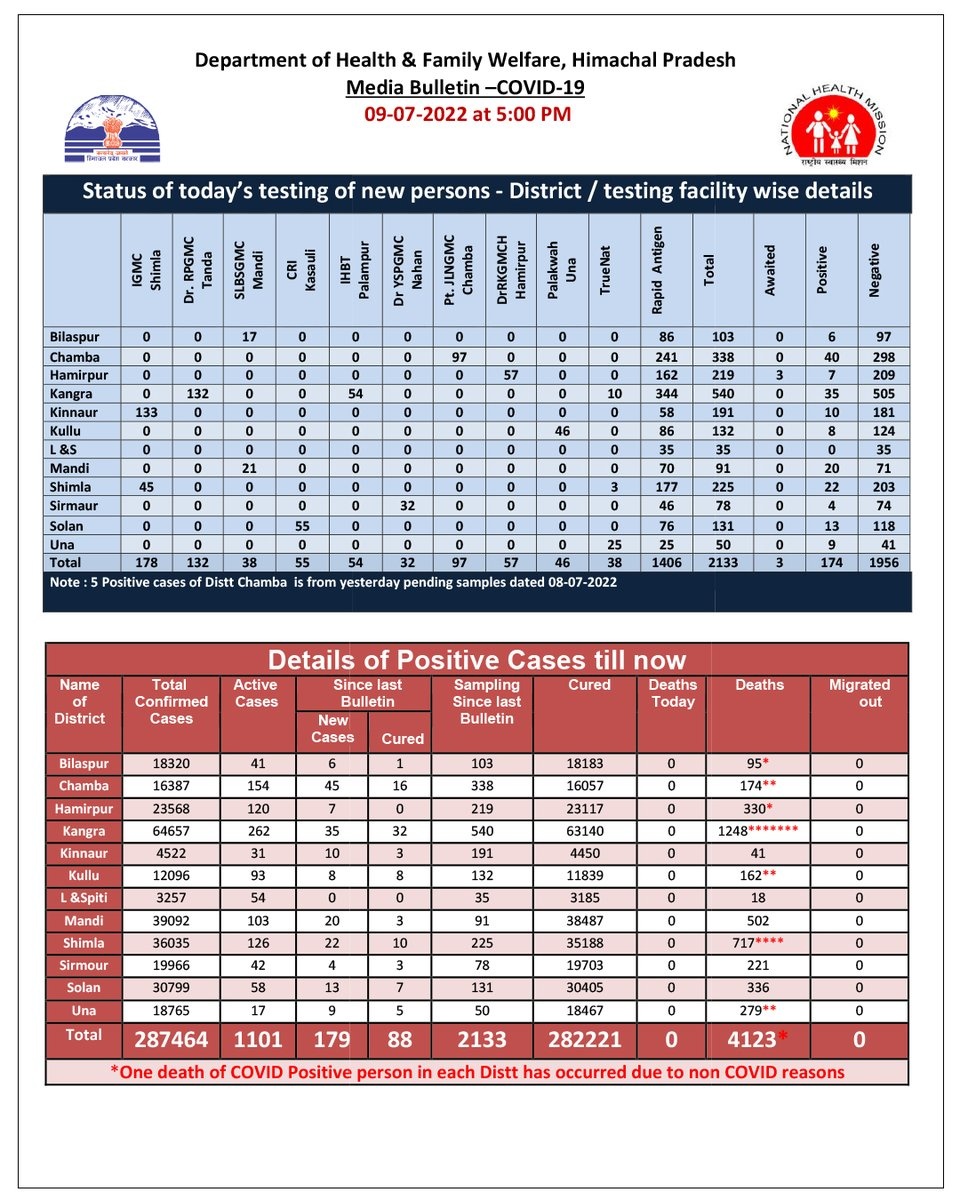 Department of Health & Family Welfare, Himachal Pradesh
Media Bulletin –COVID-19
09-07-2022 at 5:00 PM
हिमाचल प्रदेश सरकार
NATIONAL HEALTH MISSION
राष्ट्रीय स्वास्थ्य मिशन
Status of today's testing of new persons - District / testing facility wise details
IGMC Shimla Dr. RPGMC Tanda SLBSGMC Mandi CRI Kasauli IHBT Palampur Dr YSPGMC Nahan Pt. JLNGMC Chamba DrRKGMCH Hamirpur Palakwah Una TrueNat Rapid Antigen Total Awaited Positive Negative
Bilaspur 0 0 17 0 0 0 0 0 0 0 86 103 0 6 97
Chamba 0 0 0 0 0 0 97 0 0 0 241 338 0 40 298
Hamirpur 0 0 0 0 0 0 0 57 0 0 162 219 3 7 209
Kangra 0 132 0 0 54 0 0 0 0 10 344 540 0 35 505
Kinnaur 133 0 0 0 0 0 0 0 0 0 58 191 0 10 181
Kullu 0 0 0 0 0 0 0 0 46 0 86 132 0 8 124
L &S 0 0 0 0 0 0 0 0 0 0 35 35 0 0 35
Mandi 0 0 21 0 0 0 0 0 0 0 70 91 0 20 71
Shimla 45 0 0 0 0 0 0 0 0 3 177 225 0 22 203
Sirmaur 0 0 0 0 0 32 0 0 0 0 46 78 0 4 74
Solan 0 0 0 55 0 0 0 0 0 0 76 131 0 13 118
Una 0 0 0 0 0 0 0 0 0 25 25 50 0 9 41
Total 178 132 38 55 54 32 97 57 46 38 1406 2133 3 174 1956
Note : 5 Positive cases of Distt Chamba is from yesterday pending samples dated 08-07-2022
Details of Positive Cases till now
Name of District Total Confirmed Cases Active Cases Since last Bulletin Sampling Since last Bulletin Cured Deaths Today Deaths Migrated out
New Cases Cured
Bilaspur 18320 41 6 1 103 18183 0 95* 0
Chamba 16387 154 45 16 338 16057 0 174** 0
Hamirpur 23568 120 7 0 219 23117 0 330* 0
Kangra 64657 262 35 32 540 63140 0 1248******* 0
Kinnaur 4522 31 10 3 191 4450 0 41 0
Kullu 12096 93 8 8 132 11839 0 162** 0
L &Spiti 3257 54 0 0 35 3185 0 18 0
Mandi 39092 103 20 3 91 38487 0 502 0
Shimla 36035 126 22 10 225 35188 0 717**** 0
Sirmour 19966 42 4 3 78 19703 0 221 0
Solan 30799 58 13 7 131 30405 0 336 0
Una 18765 17 9 5 50 18467 0 279** 0
Total 287464 1101 179 88 2133 282221 0 4123* 0
*One death of COVID Positive person in each Distt has occurred due to non COVID reasons